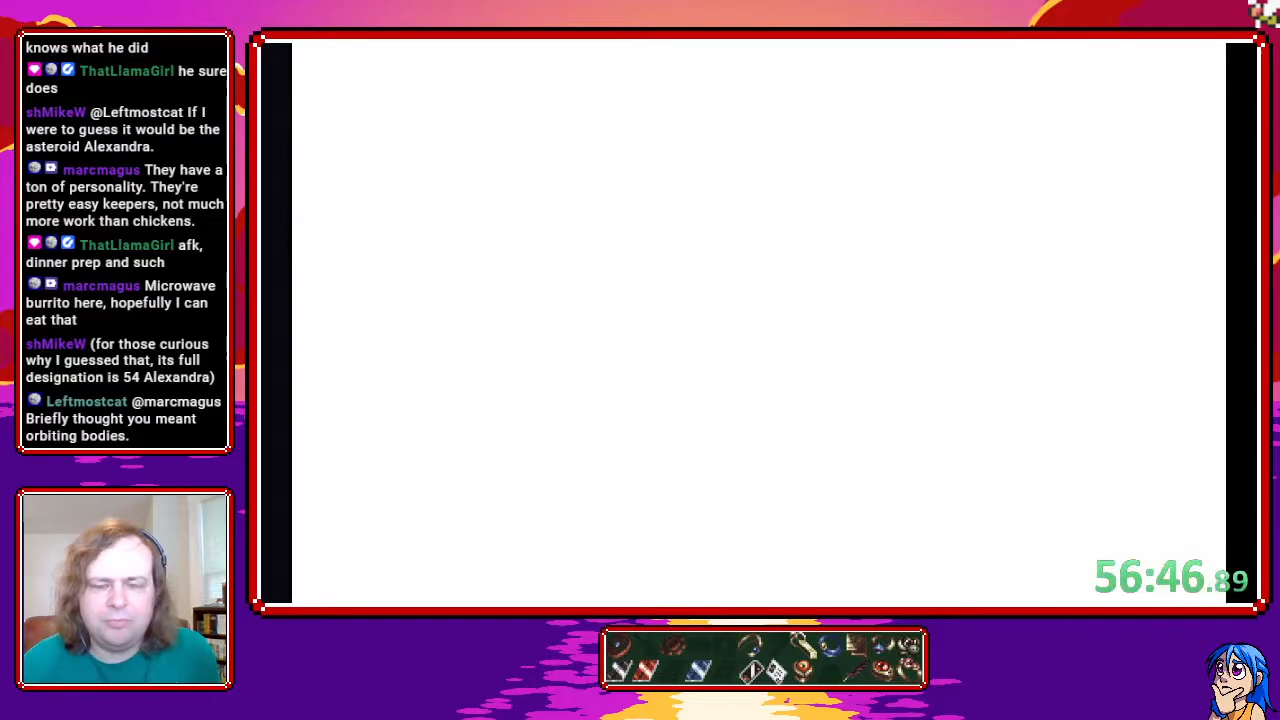 knows what he did
ThatLlamaGirl he sure
does
shMikeW @Leftmostcat If I
were to guess it would be the
asteroid Alexandra.
marcmagus They have a
ton of personality. They're
pretty easy keepers, not much
more work than chickens.
ThatLlamaGirl afk,
dinner prep and such
marcmagus Microwave
burrito here, hopefully I can
eat that
shMikeW (for those curious
why I guessed that, its full
designation is 54 Alexandra)
Leftmostcat @marcmagus
Briefly thought you meant
orbiting bodies.
56:46.89